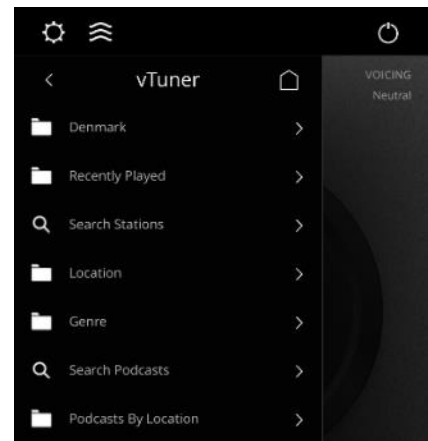 vTuner
VOICING
Neutral
Denmark
Recently Played
Search Stations
Location
Genre
Search Podcasts
Podcasts By Location